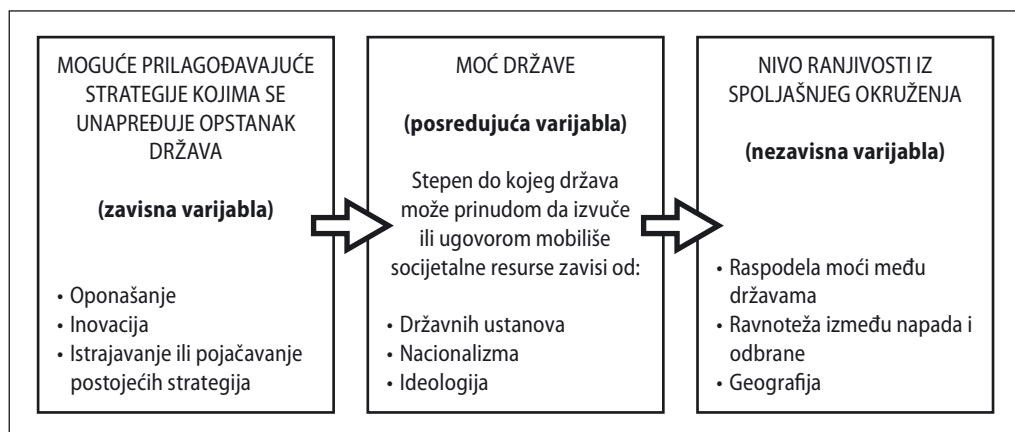 MOGUĆE PRILAGOĐAVAJUĆE
STRATEGIJE KOJIMA SE
UNAPREĐUJE OPSTANAK
DRŽAVA
(zavisna varijabla)
• Oponašanje
• Inovacija
• Istrajavanje ili pojačavanje
postojećih strategija
MOĆ DRŽAVE
(posredujuća varijabla)
Stepen do kojeg država
može prinudom da izvuče
ili ugovorom mobiliše
socijetalne resurse zavisi od:
• Državnih ustanova
• Nacionalizma
• Ideologija
NIVO RANJIVOSTI IZ
SPOLJAŠNJEG OKRUŽENJA
(nezavisna varijabla)
• Raspodela moći među
državama
• Ravnoteža između napada i
odbrane
• Geografija